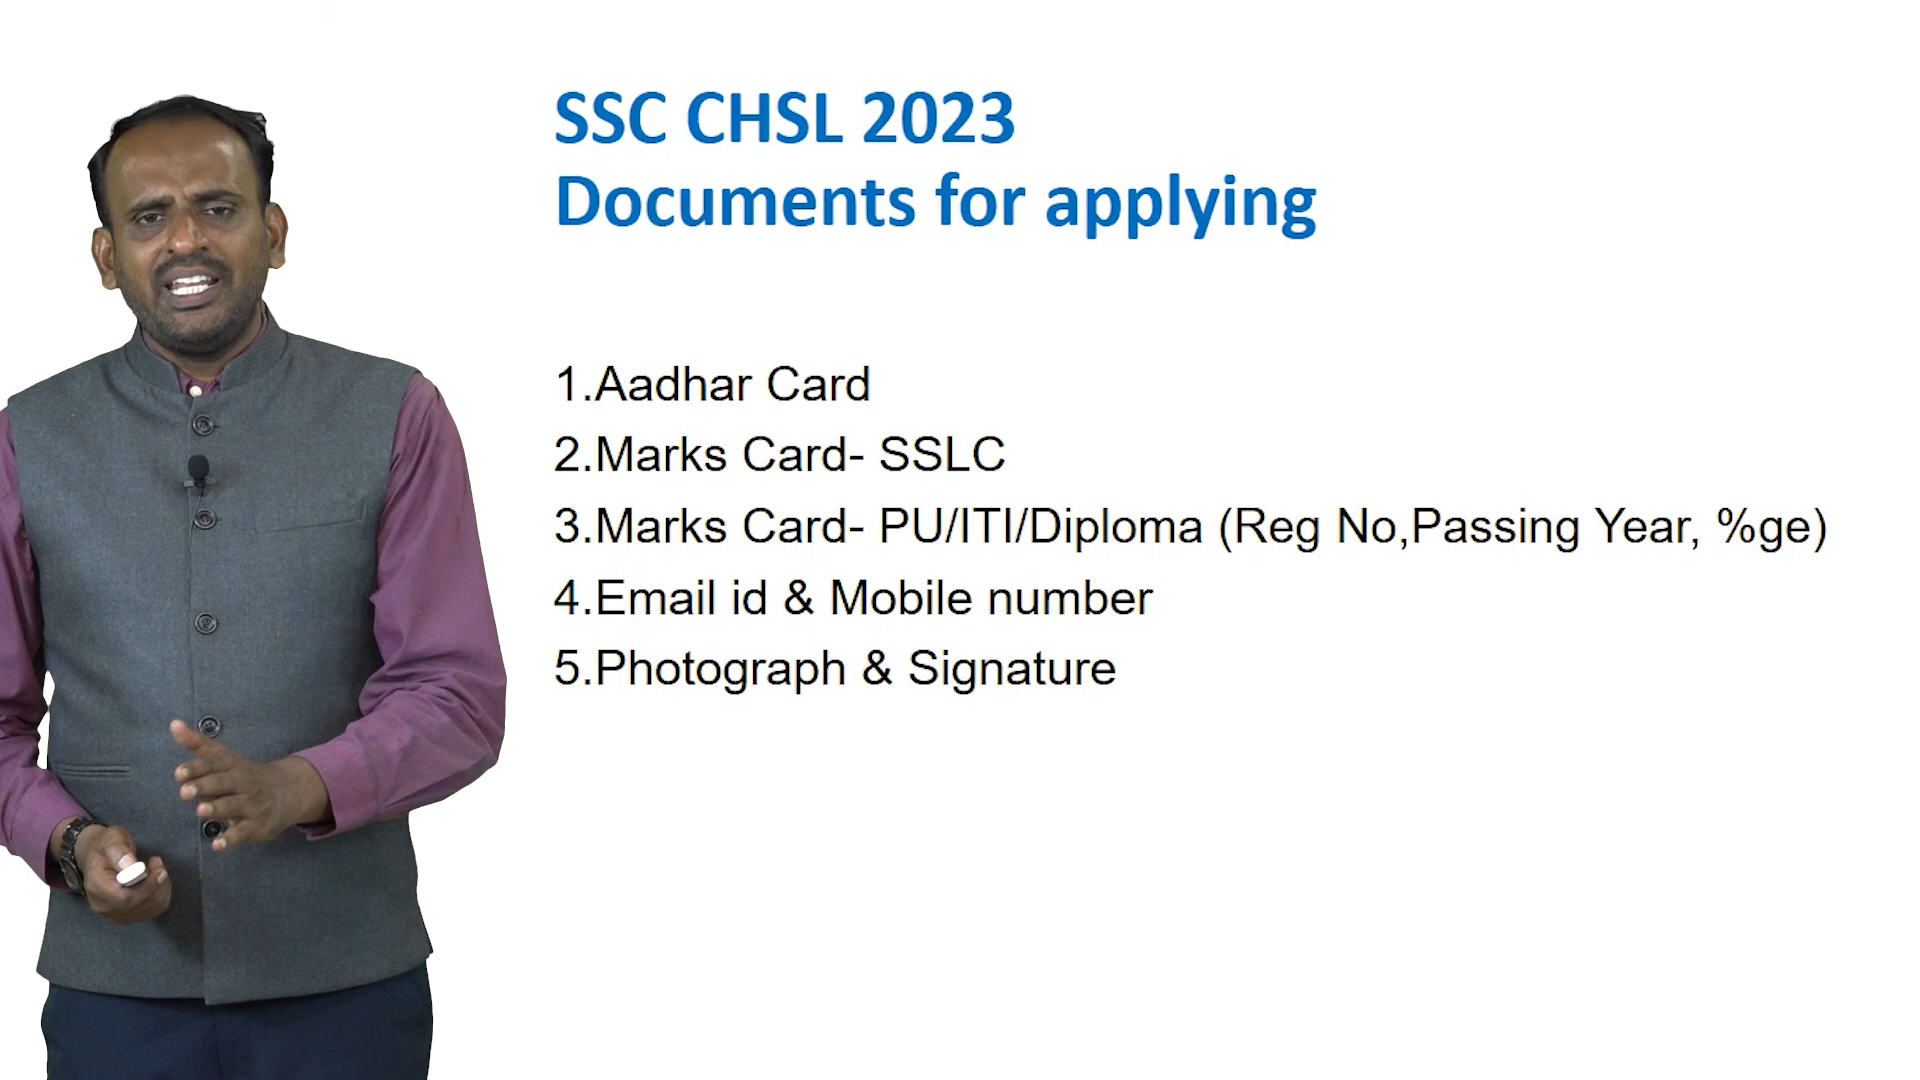 SSC CHSL 2023
Documents for applying
1.Aadhar Card
2.Marks Card- SSLC
3.Marks Card- PU/ITI/Diploma (Reg No,Passing Year, %ge)
4.Email id & Mobile number
5.Photograph & Signature